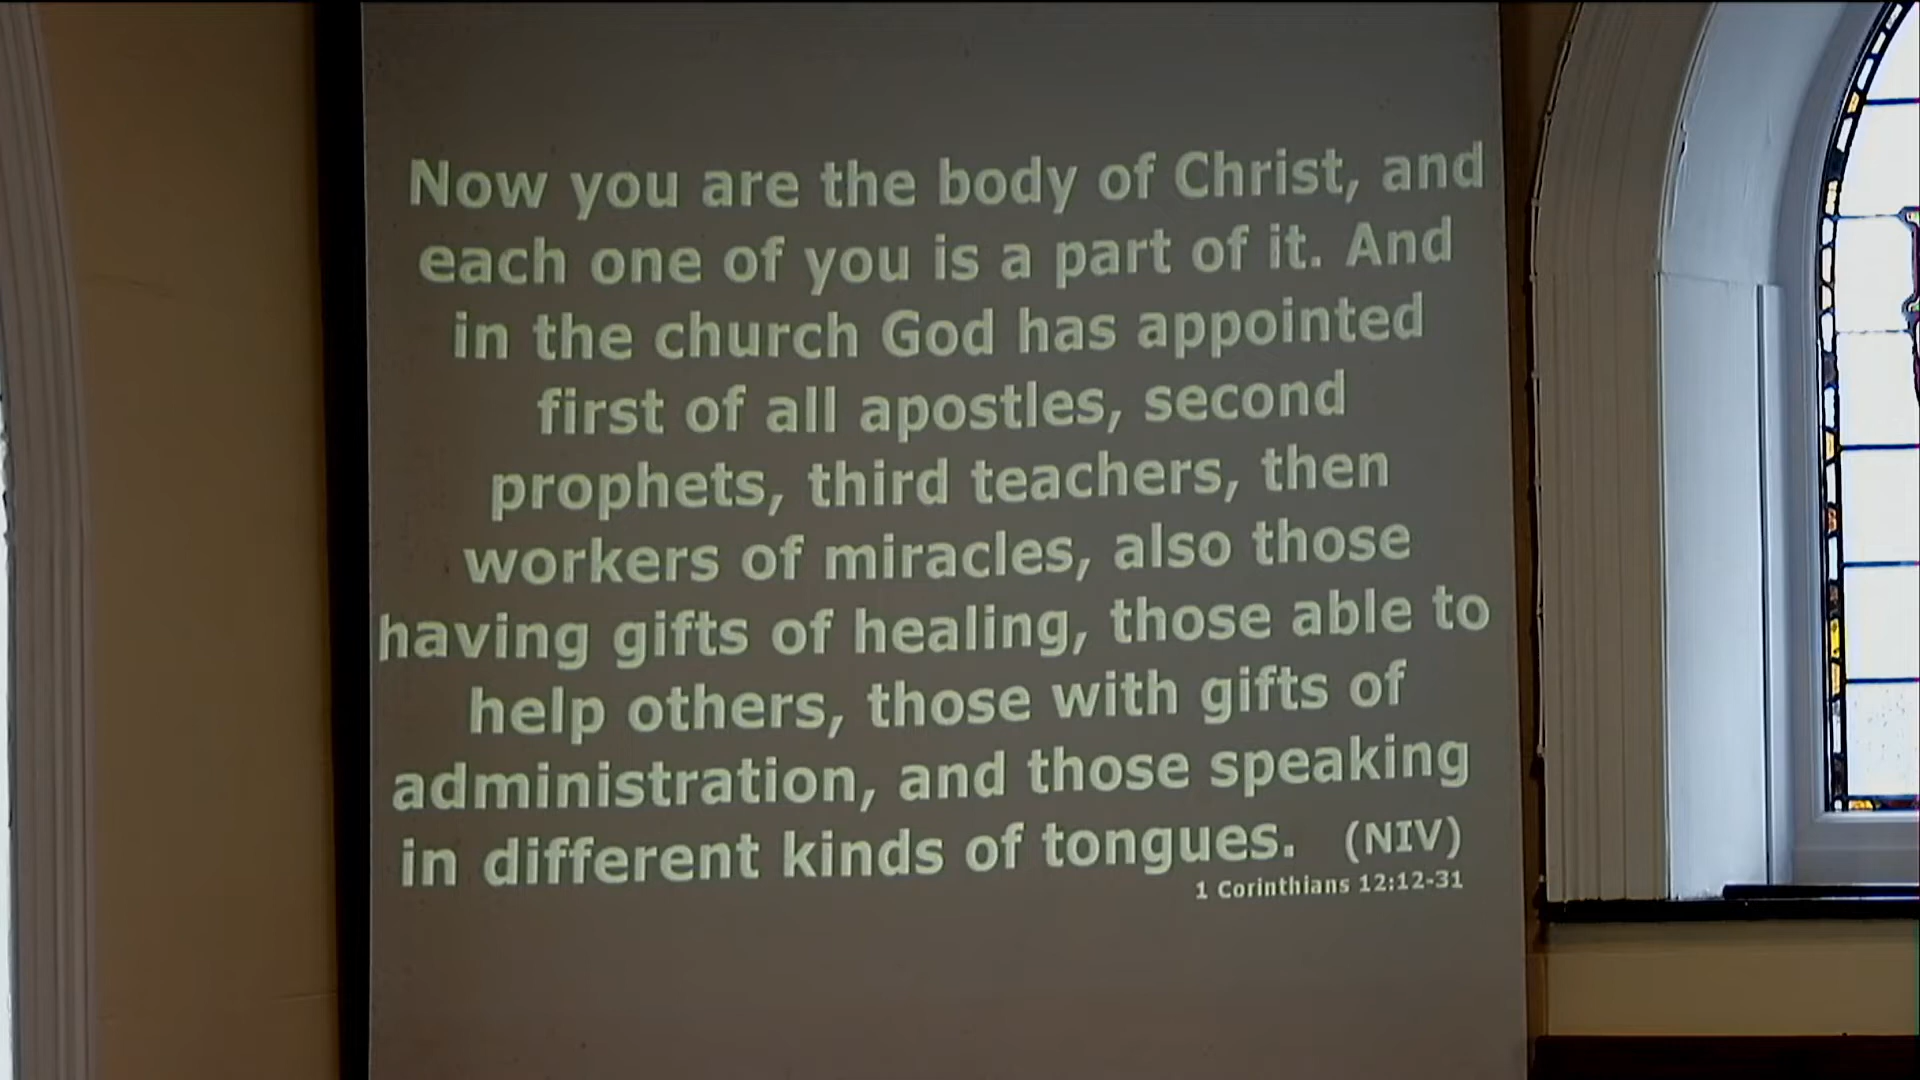 Now you are the body of Christ, and
each one of you is a part of it. And
in the church God has appointed
first of all apostles, second
prophets, third teachers, then
workers of miracles, also those
having gifts of healing, those able to
help others, those with gifts of
administration, and those speaking
in different kinds of tongues. (NIV)
1 Corinthians 12:12-31